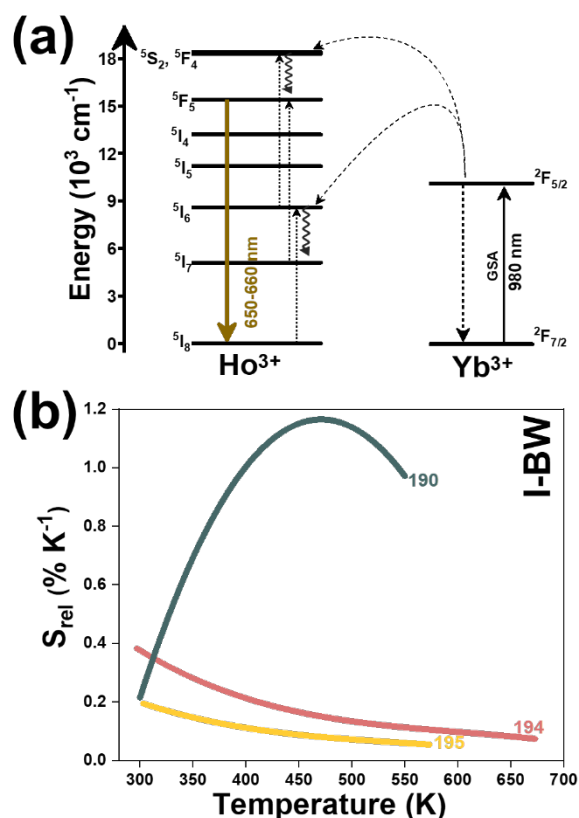 (a)
Energy (10³ cm⁻¹)
18
15
12
9
6
3
0
⁵S₂, ⁵F₄
⁵F₅
⁵I₄
⁵I₅
⁵I₆
⁵I₇
⁵I₈
650-660 nm
Ho³⁺
²F₅/₂
GSA
980 nm
²F₇/₂
Yb³⁺
(b)
I-BW
S_rel (% K⁻¹)
1.2
1.0
0.8
0.6
0.4
0.2
0.0
190
194
195
300 350 400 450 500 550 600 650 700
Temperature (K)